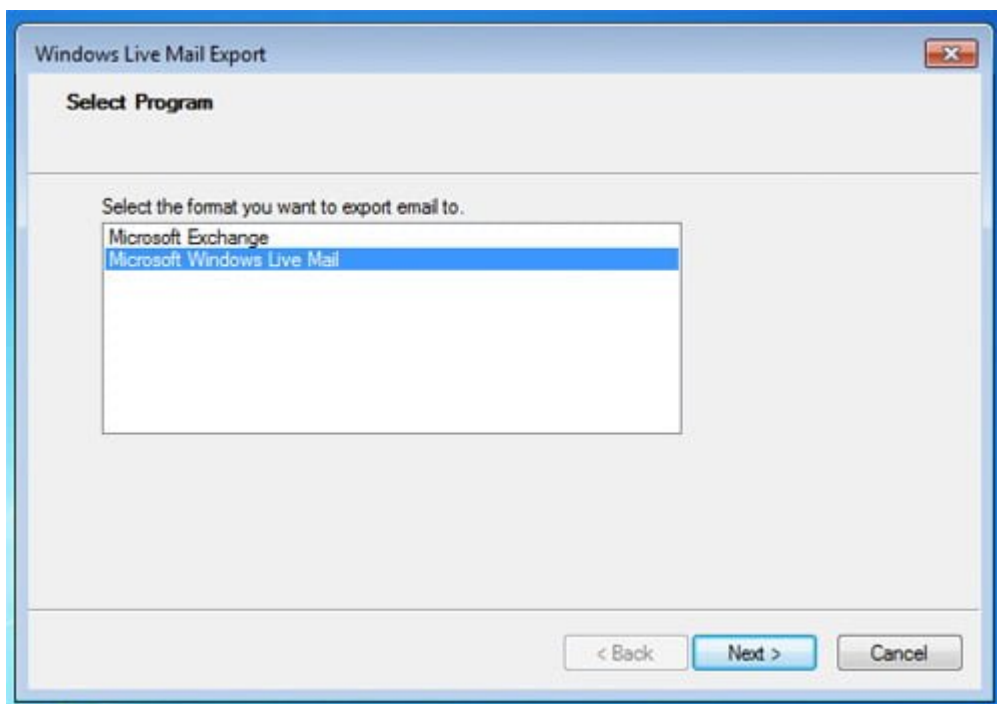 Windows Live Mail Export
Select Program
Select the format you want to export email to.
Microsoft Exchange
Microsoft Windows Live Mail
< Back Next > Cancel